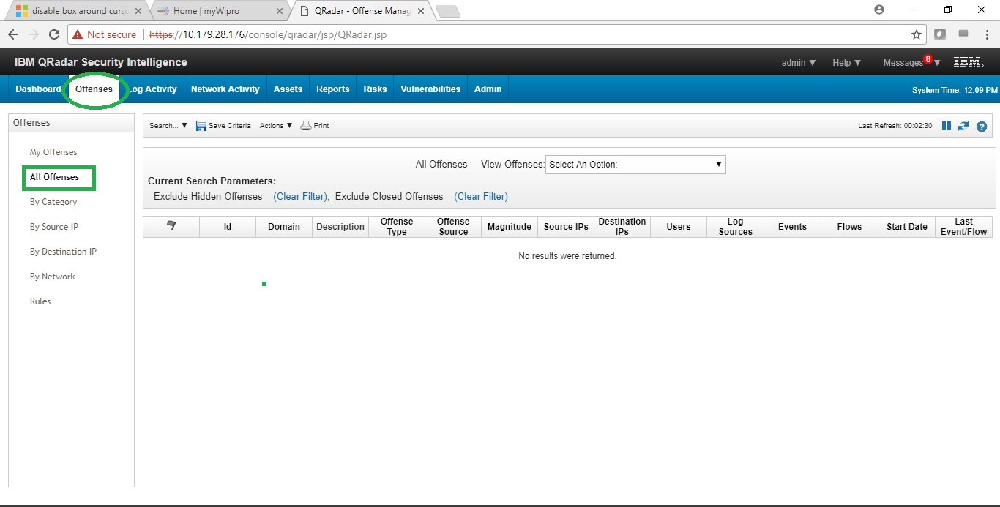 disable box around curso
Home | myWipro
QRadar - Offense Manag
Not secure https://10.179.28.176/console/qradar/jsp/QRadar.jsp
IBM QRadar Security Intelligence
admin ▼ Help ▼ Messages 8 ▼ IBM.
Dashboard Offenses Log Activity Network Activity Assets Reports Risks Vulnerabilities Admin System Time: 12:09 PM
Offenses
My Offenses
All Offenses
By Category
By Source IP
By Destination IP
By Network
Rules
Search... ▼ Save Criteria Actions ▼ Print Last Refresh: 00:02:30
All Offenses View Offenses: Select An Option: ▼
Current Search Parameters:
Exclude Hidden Offenses (Clear Filter), Exclude Closed Offenses (Clear Filter)
Id Domain Description Offense Type Offense Source Magnitude Source IPs Destination IPs Users Log Sources Events Flows Start Date Last Event/Flow
No results were returned.